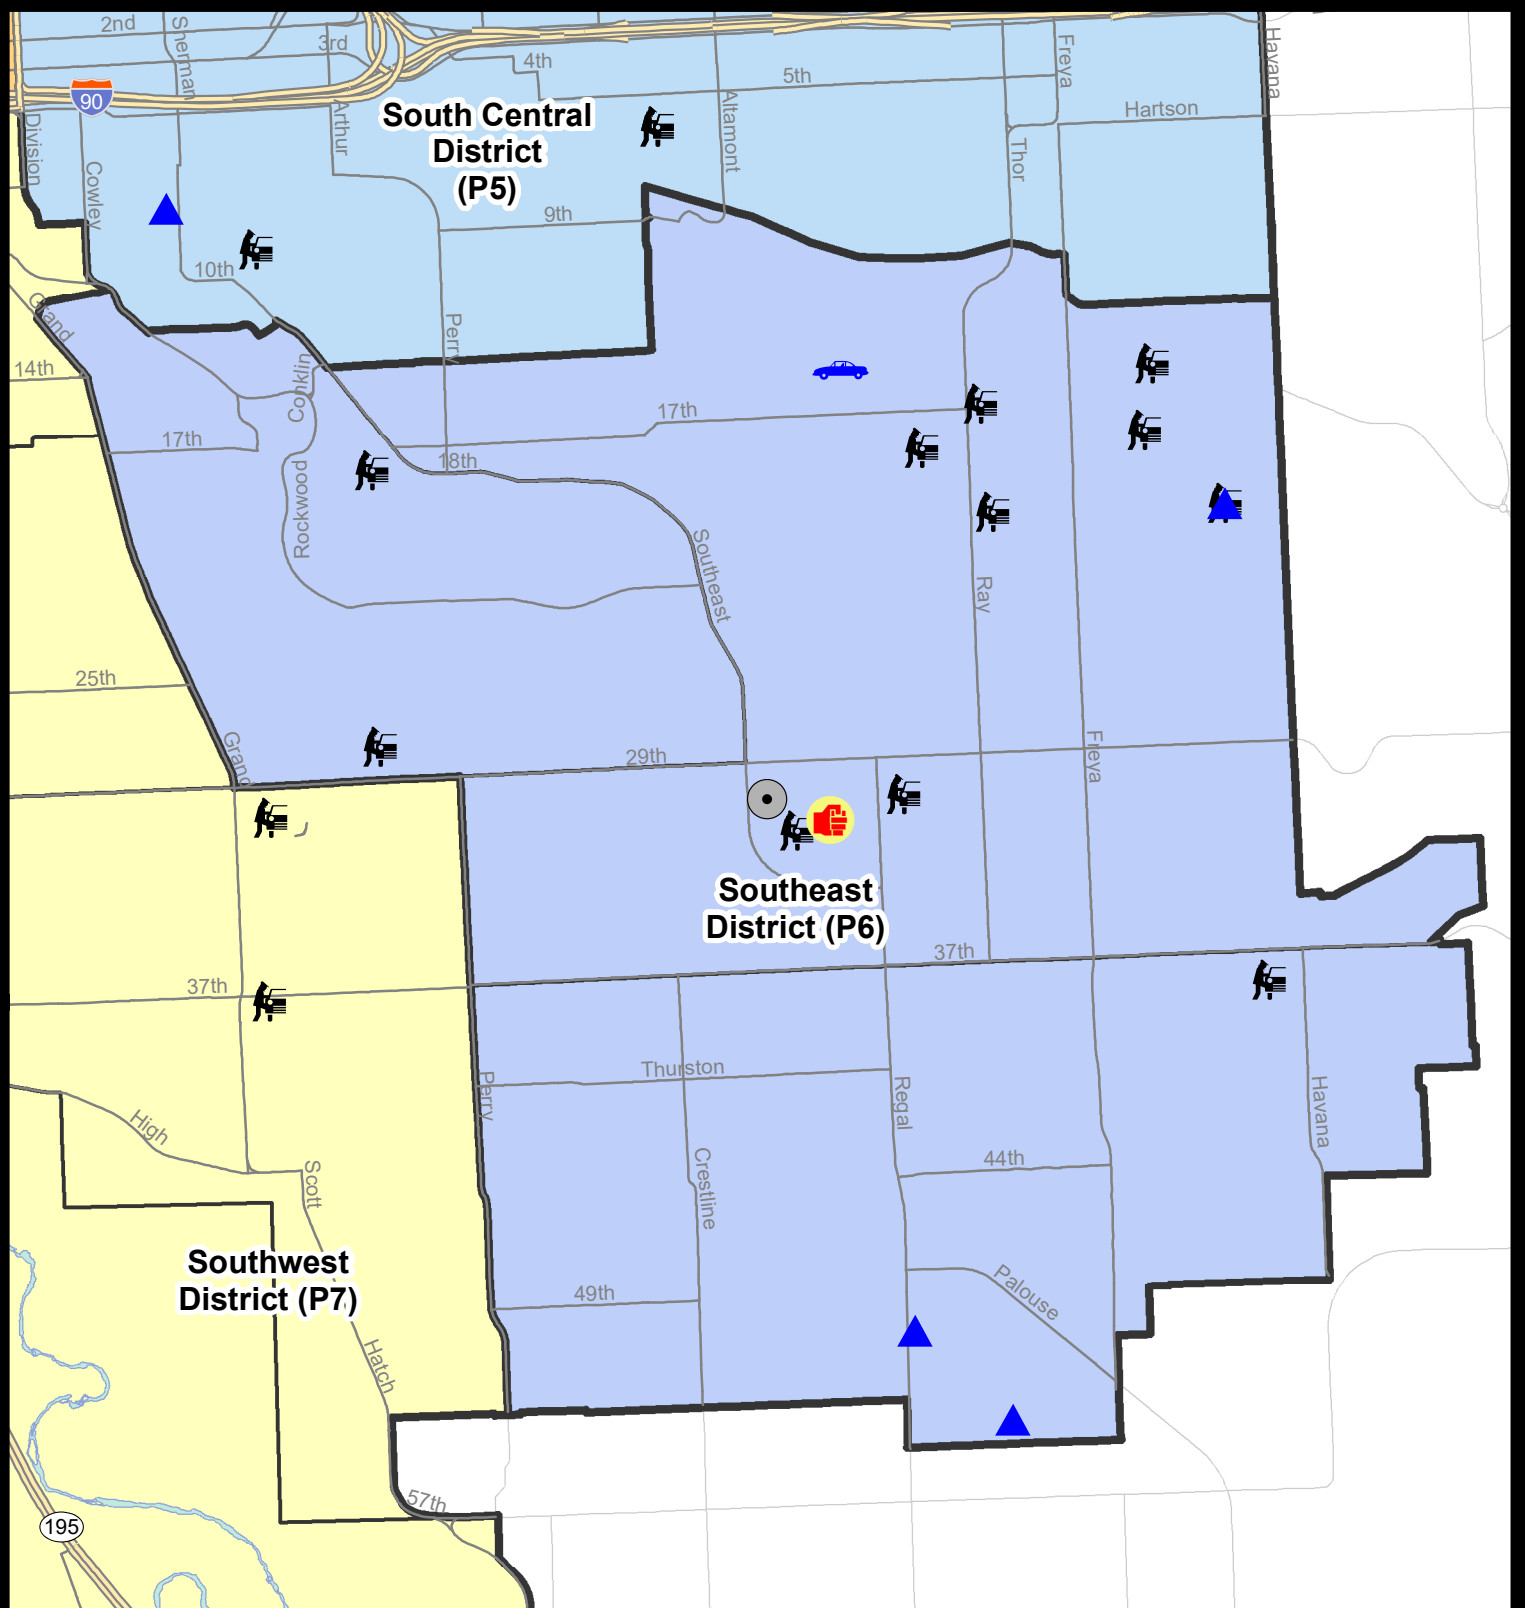 2nd
Sherman
3rd
4th
5th
Freya
Havana
90
Division
Arthur
South Central
District
(P5)
Altamont
Hartson
Thor
Cowley
9th
10th
Grand
Perry
14th
Conklin
17th
17th
18th
Rockwood
Southeast
Ray
25th
Grand
29th
Freya
Southeast
District (P6)
37th
37th
Thurston
Perry
Regal
Havana
High
Scott
Crestline
44th
Southwest
District (P7)
49th
Palouse
Hatch
57th
195